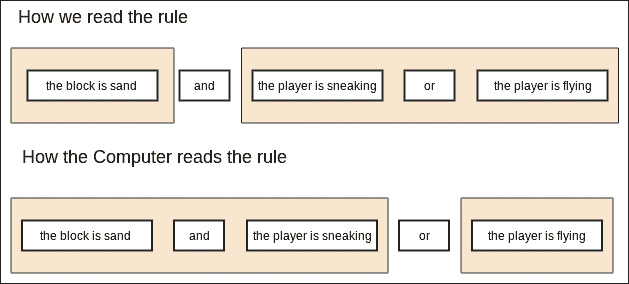 How we read the rule
the block is sand and the player is sneaking or the player is flying
How the Computer reads the rule
the block is sand and the player is sneaking or the player is flying